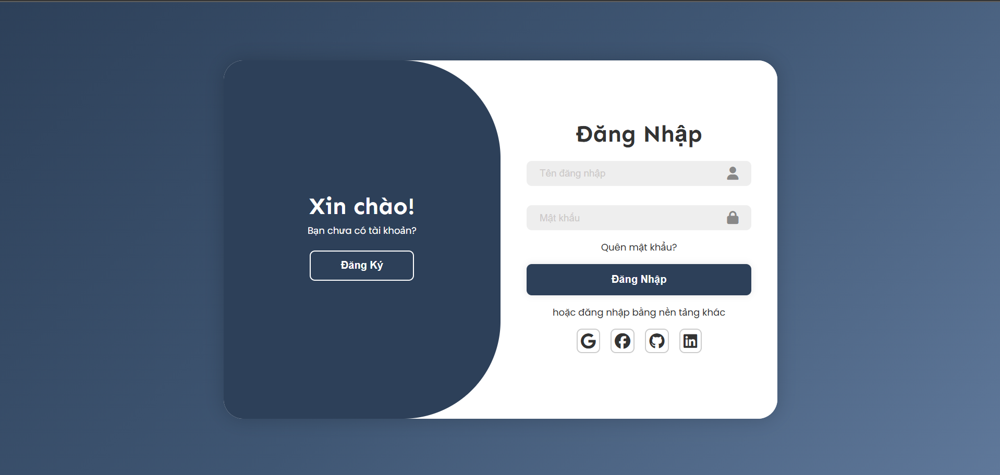 Xin chào!
Bạn chưa có tài khoản?
Đăng Ký
Đăng Nhập
Tên đăng nhập
Mật khẩu
Quên mật khẩu?
Đăng Nhập
hoặc đăng nhập bằng nền tảng khác